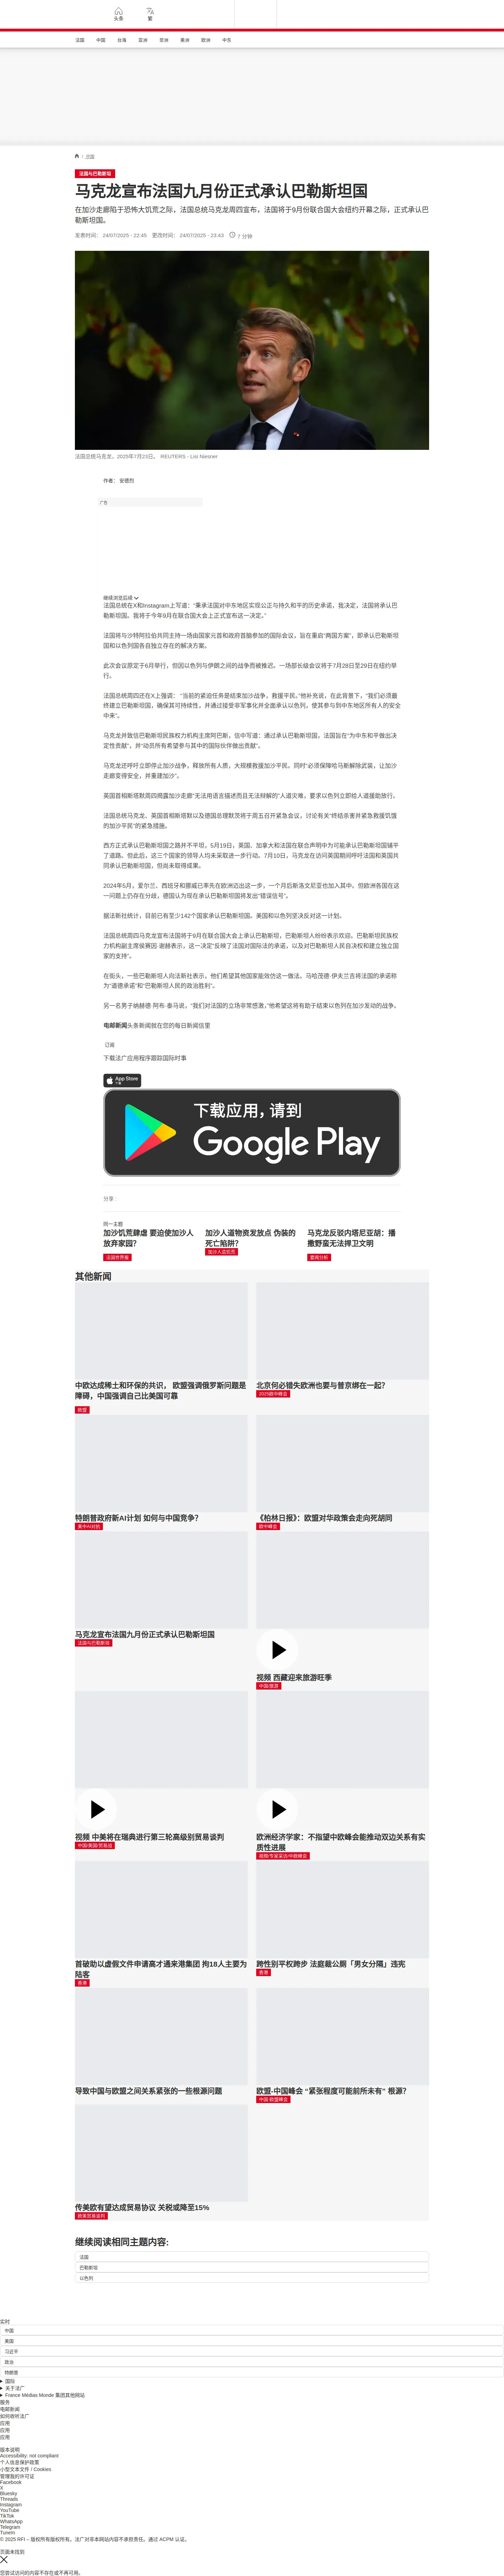 头条
繁
法国
中国
台海
亚洲
非洲
美洲
欧洲
中东
/ 法国
法国与巴勒斯坦
马克龙宣布法国九月份正式承认巴勒斯坦国
在加沙走廊陷于恐怖大饥荒之际，法国总统马克龙周四宣布，法国将于9月份联合国大会纽约开幕之际，正式承认巴勒斯坦国。
发表时间： 24/07/2025 - 22:45 更改时间： 24/07/2025 - 23:43 7 分钟
法国总统马克龙，2025年7月23日。 REUTERS - Lisi Niesner
作者： 安德烈
广告
继续浏览后续
法国总统在X和Instagram上写道："秉承法国对中东地区实现公正与持久和平的历史承诺，我决定，法国将承认巴勒斯坦国。我将于今年9月在联合国大会上正式宣布这一决定。"
法国将与沙特阿拉伯共同主持一场由国家元首和政府首脑参加的国际会议，旨在重启"两国方案"，即承认巴勒斯坦国和以色列国各自独立存在的解决方案。
此次会议原定于6月举行，但因以色列与伊朗之间的战争而被推迟。一场部长级会议将于7月28日至29日在纽约举行。
法国总统周四还在X上强调： "当前的紧迫任务是结束加沙战争，救援平民。"他补充说，在此背景下，"我们必须最终建立巴勒斯坦国，确保其可持续性，并通过接受非军事化并全面承认以色列，使其参与到中东地区所有人的安全中来"。
马克龙并致信巴勒斯坦民族权力机构主席阿巴斯，信中写道：通过承认巴勒斯坦国，法国旨在"为中东和平做出决定性贡献"，并"动员所有希望参与其中的国际伙伴做出贡献"。
马克龙还呼吁立即停止加沙战争，释放所有人质，大规模救援加沙平民。同时"必须保障哈马斯解除武装，让加沙走廊变得安全，并重建加沙"。
英国首相斯塔默周四揭露加沙走廊"无法用语言描述而且无法辩解的"人道灾难，要求以色列立即给人道援助放行。
法国总统马克龙、英国首相斯塔默以及德国总理默茨将于周五召开紧急会议，讨论有关"终结杀害并紧急救援饥饿的加沙平民"的紧急措施。
西方正式承认巴勒斯坦国之路并不平坦，5月19日，英国、加拿大和法国在联合声明中为可能承认巴勒斯坦国铺平了道路。但此后，这三个国家的领导人均未采取进一步行动。7月10日，马克龙在访问英国期间呼吁法国和英国共同承认巴勒斯坦国，但尚未取得成果。
2024年5月，爱尔兰、西班牙和挪威已率先在欧洲迈出这一步，一个月后斯洛文尼亚也加入其中。但欧洲各国在这一问题上仍存在分歧，德国认为现在承认巴勒斯坦国将发出"错误信号"。
据法新社统计，目前已有至少142个国家承认巴勒斯坦国。美国和以色列坚决反对这一计划。
法国总统周四马克龙宣布法国将于9月在联合国大会上承认巴勒斯坦，巴勒斯坦人纷纷表示欢迎。巴勒斯坦民族权力机构副主席侯赛因·谢赫表示，这一决定"反映了法国对国际法的承诺，以及对巴勒斯坦人民自决权和建立独立国家的支持"。
在街头，一些巴勒斯坦人向法新社表示，他们希望其他国家能仿效这一做法。马哈茂德·伊夫兰吉将法国的承诺称为"道德承诺"和"巴勒斯坦人民的政治胜利"。
另一名男子纳赫德·阿布·泰马说，"我们对法国的立场非常感激，"他希望这将有助于结束以色列在加沙发动的战争。
电邮新闻头条新闻就在您的每日新闻信里
订阅
下载法广应用程序跟踪国际时事
App Store
下载
下载应用，请到
Google Play
分享 :
同一主题
加沙饥荒肆虐 要迫使加沙人放弃家园?
法国世界报
加沙人道物资发放点 伪装的死亡陷阱?
加沙人道饥荒
马克龙反驳内塔尼亚胡：播撒野蛮无法捍卫文明
要闻分析
其他新闻
中欧达成稀土和环保的共识， 欧盟强调俄罗斯问题是障碍，中国强调自己比美国可靠
欧盟
北京何必错失欧洲也要与普京绑在一起？
2025欧中峰会
特朗普政府新AI计划 如何与中国竞争?
美中AI对抗
《柏林日报》：欧盟对华政策会走向死胡同
欧中峰会
马克龙宣布法国九月份正式承认巴勒斯坦国
法国与巴勒斯坦
视频 西藏迎来旅游旺季
中国/旅游
视频 中美将在瑞典进行第三轮高级别贸易谈判
中国/美国/贸易战
欧洲经济学家：不指望中欧峰会能推动双边关系有实质性进展
视频/专家采访/中欧峰会
首破助以虚假文件申请高才通来港集团 拘18人主要为陆客
香港
跨性别平权跨步 法庭裁公厕「男女分隔」违宪
香港
导致中国与欧盟之间关系紧张的一些根源问题
欧盟-中国峰会 "紧张程度可能前所未有" 根源?
中国-欧盟峰会
传美欧有望达成贸易协议 关税或降至15%
欧美贸易谈判
继续阅读相同主题内容:
法国
巴勒斯坦
以色列
实时
中国
美国
习近平
政治
特朗普
国际
关于法广
France Médias Monde 集团其他网站
服务
电邮新闻
如何收听法广
应用
应用
应用
版本说明
Accessibility: not compliant
个人信息保护政策
小型文本文件 / Cookies
管理我的许可证
Facebook
X
Bluesky
Threads
Instagram
YouTube
TikTok
WhatsApp
Telegram
TuneIn
© 2025 RFI – 版权所有版权所有。法广对非本网站内容不承担责任。通过 ACPM 认证。
页面未找到
您尝试访问的内容不存在或不再可用。